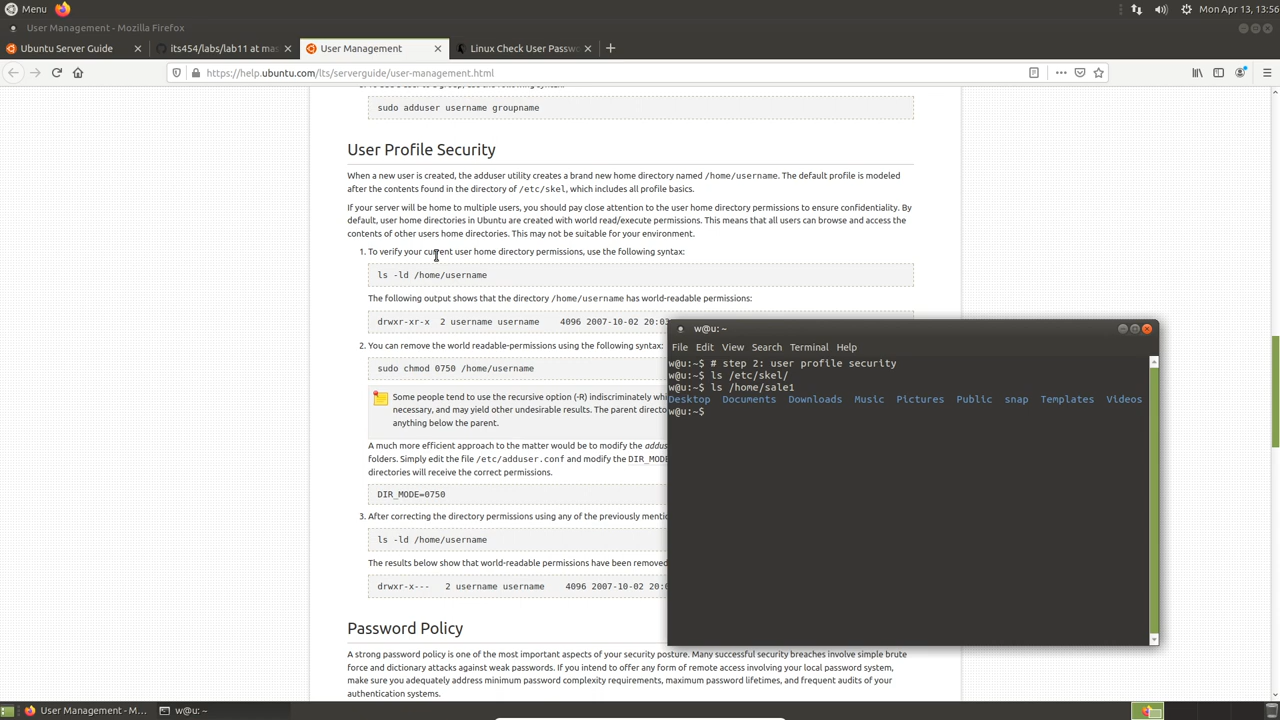 Menu
Mon Apr 13, 13:56
User Management - Mozilla Firefox
Ubuntu Server Guide
its454/labs/lab11 at mas
User Management
Linux Check User Passwo
https://help.ubuntu.com/lts/serverguide/user-management.html
sudo adduser username groupname
User Profile Security
When a new user is created, the adduser utility creates a brand new home directory named /home/username. The default profile is modeled
after the contents found in the directory of /etc/skel, which includes all profile basics.
If your server will be home to multiple users, you should pay close attention to the user home directory permissions to ensure confidentiality. By
default, user home directories in Ubuntu are created with world read/execute permissions. This means that all users can browse and access the
contents of other users home directories. This may not be suitable for your environment.
1. To verify your current user home directory permissions, use the following syntax:
ls -ld /home/username
The following output shows that the directory /home/username has world-readable permissions:
drwxr-xr-x 2 username username 4096 2007-10-02 20:03
2. You can remove the world readable-permissions using the following syntax:
sudo chmod 0750 /home/username
Some people tend to use the recursive option (-R) indiscriminately whi
necessary, and may yield other undesirable results. The parent directo
anything below the parent.
A much more efficient approach to the matter would be to modify the addus
folders. Simply edit the file /etc/adduser.conf and modify the DIR_MODE
directories will receive the correct permissions.
DIR_MODE=0750
3. After correcting the directory permissions using any of the previously mentio
ls -ld /home/username
The results below show that world-readable permissions have been removed
drwxr-x--- 2 username username 4096 2007-10-02 20:0
Password Policy
A strong password policy is one of the most important aspects of your security posture. Many successful security breaches involve simple brute
force and dictionary attacks against weak passwords. If you intend to offer any form of remote access involving your local password system,
make sure you adequately address minimum password complexity requirements, maximum password lifetimes, and frequent audits of your
authentication systems.
w@u: ~
File Edit View Search Terminal Help
w@u:~$ # step 2: user profile security
w@u:~$ ls /etc/skel/
w@u:~$ ls /home/sale1
Desktop Documents Downloads Music Pictures Public snap Templates Videos
w@u:~$
User Management - M...
w@u: ~